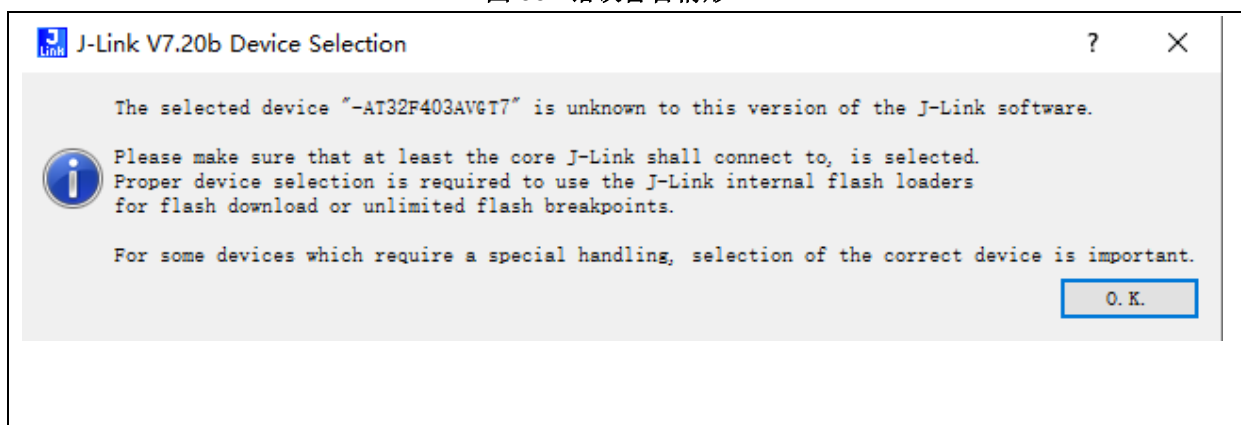 J-Link V7.20b Device Selection
The selected device "-AT32F403AVGT7" is unknown to this version of the J-Link software.
Please make sure that at least the core J-Link shall connect to, is selected.
Proper device selection is required to use the J-Link internal flash loaders
for flash download or unlimited flash breakpoints.
For some devices which require a special handling, selection of the correct device is important.
O.K.